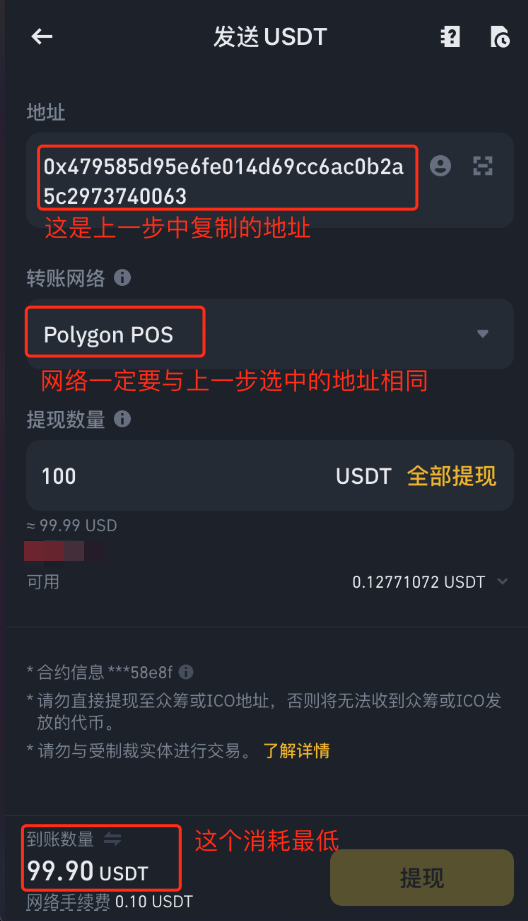 发送USDT
地址
0x479585d95e6fe014d69cc6ac0b2a
5c2973740063
这是上一步中复制的地址
转账网络
Polygon POS
网络一定要与上一步选中的地址相同
提现数量
100 USDT 全部提现
≈ 99.99 USD
可用 0.12771072 USDT
* 合约信息 ***58e8f
* 请勿直接提现至众筹或ICO地址，否则将无法收到众筹或ICO发
放的代币。
* 请勿与受制裁实体进行交易。 了解详情
到账数量
这个消耗最低
99.90 USDT
网络手续费 0.10 USDT
提现